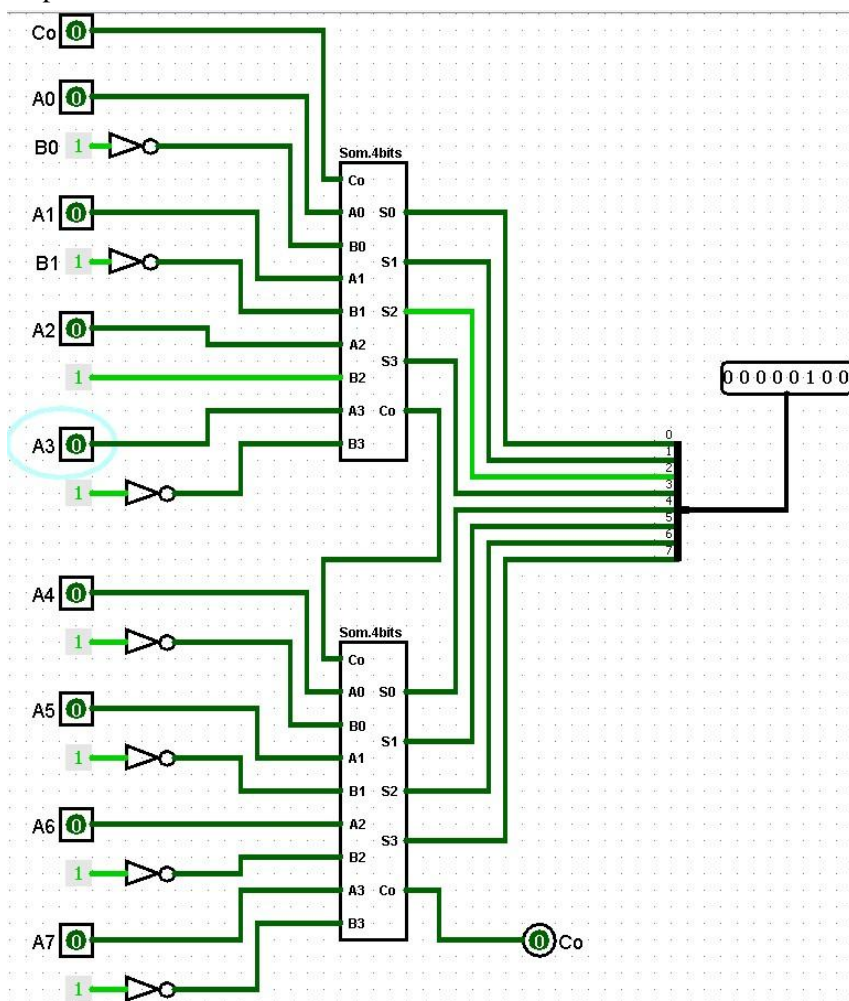 Co 0
A0 0
B0 1
A1 0
B1 1
A2 0
1
A3 0
1
Som.4bits
Co
A0 S0
B0
A1 S1
B1
A2 S2
B2
A3 S3
B3 Co
0 0 0 0 0 1 0 0
0
1
2
3
4
5
6
7
A4 0
1
A5 0
1
A6 0
1
A7 0
1
Som.4bits
Co
A0 S0
B0
A1 S1
B1
A2 S2
B2
A3 S3
B3 Co
0 Co